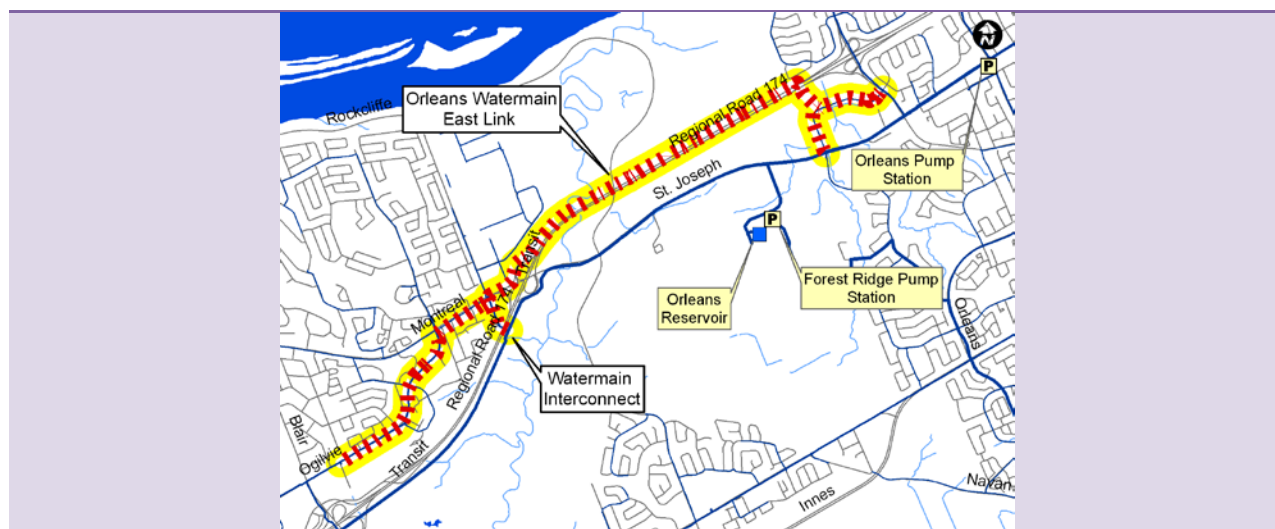 N
P
Rockcliffe
Orleans Watermain
East Link
Regional Road 174
Orleans Pump
Station
St. Joseph
P
Transit
Forest Ridge Pump
Station
Orleans
Reservoir
Montreal
Regional Road 174
Orleans
Watermain
Interconnect
Blair
Ogilvie
Transit
Innes
Navan